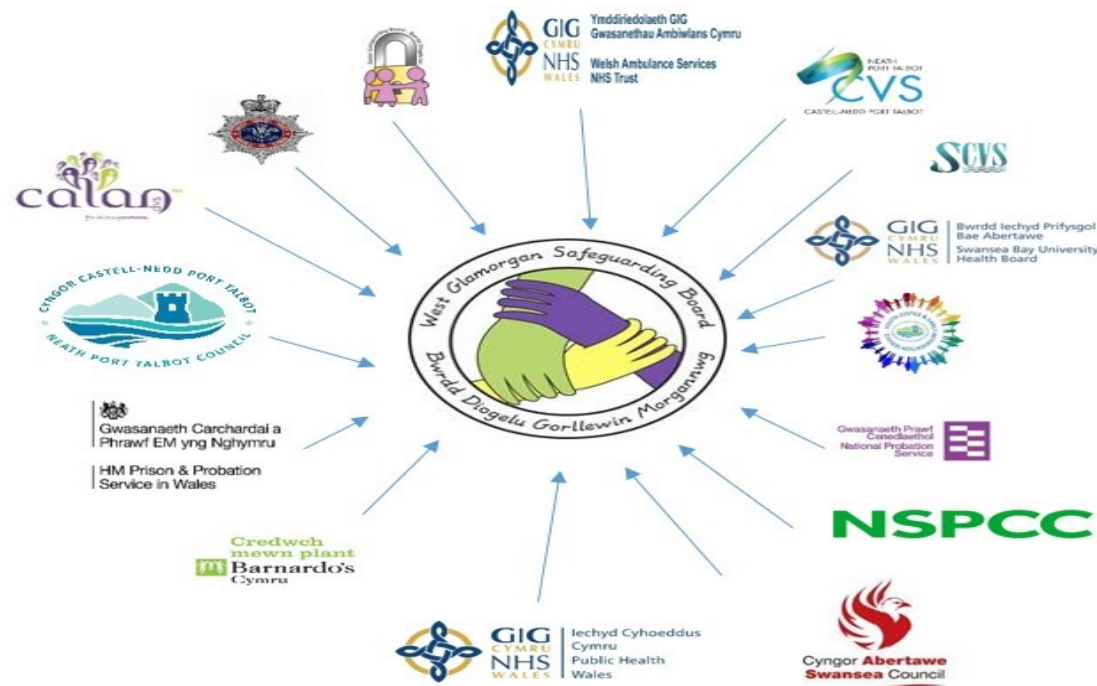 Ymddiriedolaeth GIG
Gwasanethau Ambiwlans Cymru
GIG
CYMRU
NHS
WALES
Welsh Ambulance Services
NHS Trust
NEATH
PORT TALBOT
CVS
CASTELL-NEDD PORT TALBOT
SCVS
calan
dvs
GIG
CYMRU
NHS
WALES
Bwrdd Iechyd Prifysgol
Bae Abertawe
Swansea Bay University
Health Board
West Glamorgan Safeguarding Board
Bwrdd Diogelu Gorllewin Morgannwg
CYNGOR CASTELL-NEDD PORT TALBOT
NEATH PORT TALBOT COUNCIL
Gwasanaeth Carchardai a
Phrawf EM yng Nghymru
HM Prison & Probation
Service in Wales
Gwasanaeth Prawf
Cenedlaethol
National Probation
Service
NSPCC
Credwch
mewn plant
Barnardo's
Cymru
GIG
CYMRU
NHS
WALES
Iechyd Cyhoeddus
Cymru
Public Health
Wales
Cyngor Abertawe
Swansea Council